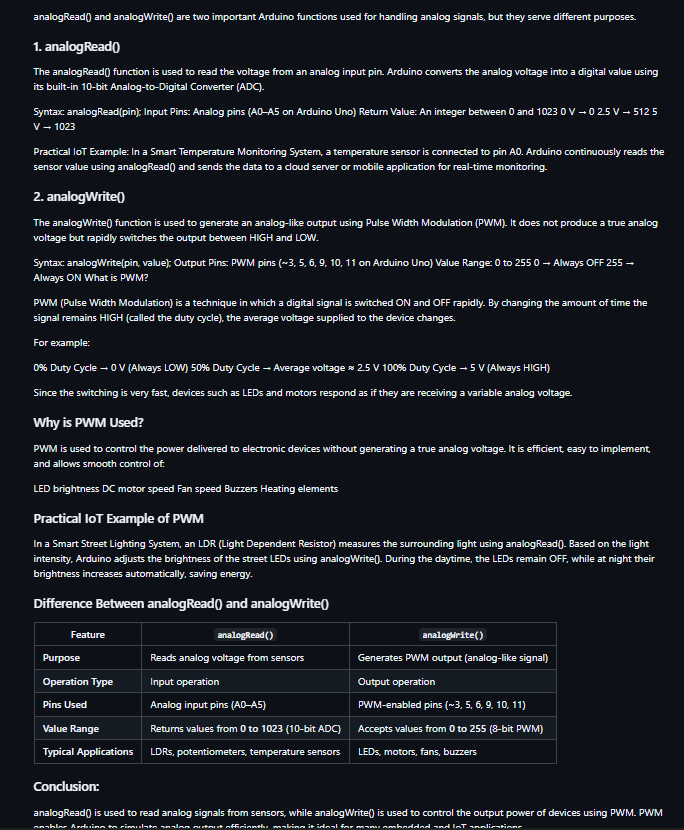 analogRead() and analogWrite() are two important Arduino functions used for handling analog signals, but they serve different purposes.
1. analogRead()
The analogRead() function is used to read the voltage from an analog input pin. Arduino converts the analog voltage into a digital value using
its built-in 10-bit Analog-to-Digital Converter (ADC).
Syntax: analogRead(pin); Input Pins: Analog pins (A0–A5 on Arduino Uno) Return Value: An integer between 0 and 1023 0 V → 0 2.5 V → 512 5
V → 1023
Practical IoT Example: In a Smart Temperature Monitoring System, a temperature sensor is connected to pin A0. Arduino continuously reads the
sensor value using analogRead() and sends the data to a cloud server or mobile application for real-time monitoring.
2. analogWrite()
The analogWrite() function is used to generate an analog-like output using Pulse Width Modulation (PWM). It does not produce a true analog
voltage but rapidly switches the output between HIGH and LOW.
Syntax: analogWrite(pin, value); Output Pins: PWM pins (~3, 5, 6, 9, 10, 11 on Arduino Uno) Value Range: 0 to 255 0 → Always OFF 255 →
Always ON What is PWM?
PWM (Pulse Width Modulation) is a technique in which a digital signal is switched ON and OFF rapidly. By changing the amount of time the
signal remains HIGH (called the duty cycle), the average voltage supplied to the device changes.
For example:
0% Duty Cycle → 0 V (Always LOW) 50% Duty Cycle → Average voltage ≈ 2.5 V 100% Duty Cycle → 5 V (Always HIGH)
Since the switching is very fast, devices such as LEDs and motors respond as if they are receiving a variable analog voltage.
Why is PWM Used?
PWM is used to control the power delivered to electronic devices without generating a true analog voltage. It is efficient, easy to implement,
and allows smooth control of:
LED brightness DC motor speed Fan speed Buzzers Heating elements
Practical IoT Example of PWM
In a Smart Street Lighting System, an LDR (Light Dependent Resistor) measures the surrounding light using analogRead(). Based on the light
intensity, Arduino adjusts the brightness of the street LEDs using analogWrite(). During the daytime, the LEDs remain OFF, while at night their
brightness increases automatically, saving energy.
Difference Between analogRead() and analogWrite()
Feature analogRead() analogWrite()
Purpose Reads analog voltage from sensors Generates PWM output (analog-like signal)
Operation Type Input operation Output operation
Pins Used Analog input pins (A0–A5) PWM-enabled pins (~3, 5, 6, 9, 10, 11)
Value Range Returns values from 0 to 1023 (10-bit ADC) Accepts values from 0 to 255 (8-bit PWM)
Typical Applications LDRs, potentiometers, temperature sensors LEDs, motors, fans, buzzers
Conclusion:
analogRead() is used to read analog signals from sensors, while analogWrite() is used to control the output power of devices using PWM. PWM
enables Arduino to simulate analog output efficiently, making it ideal for many embedded and IoT applications.